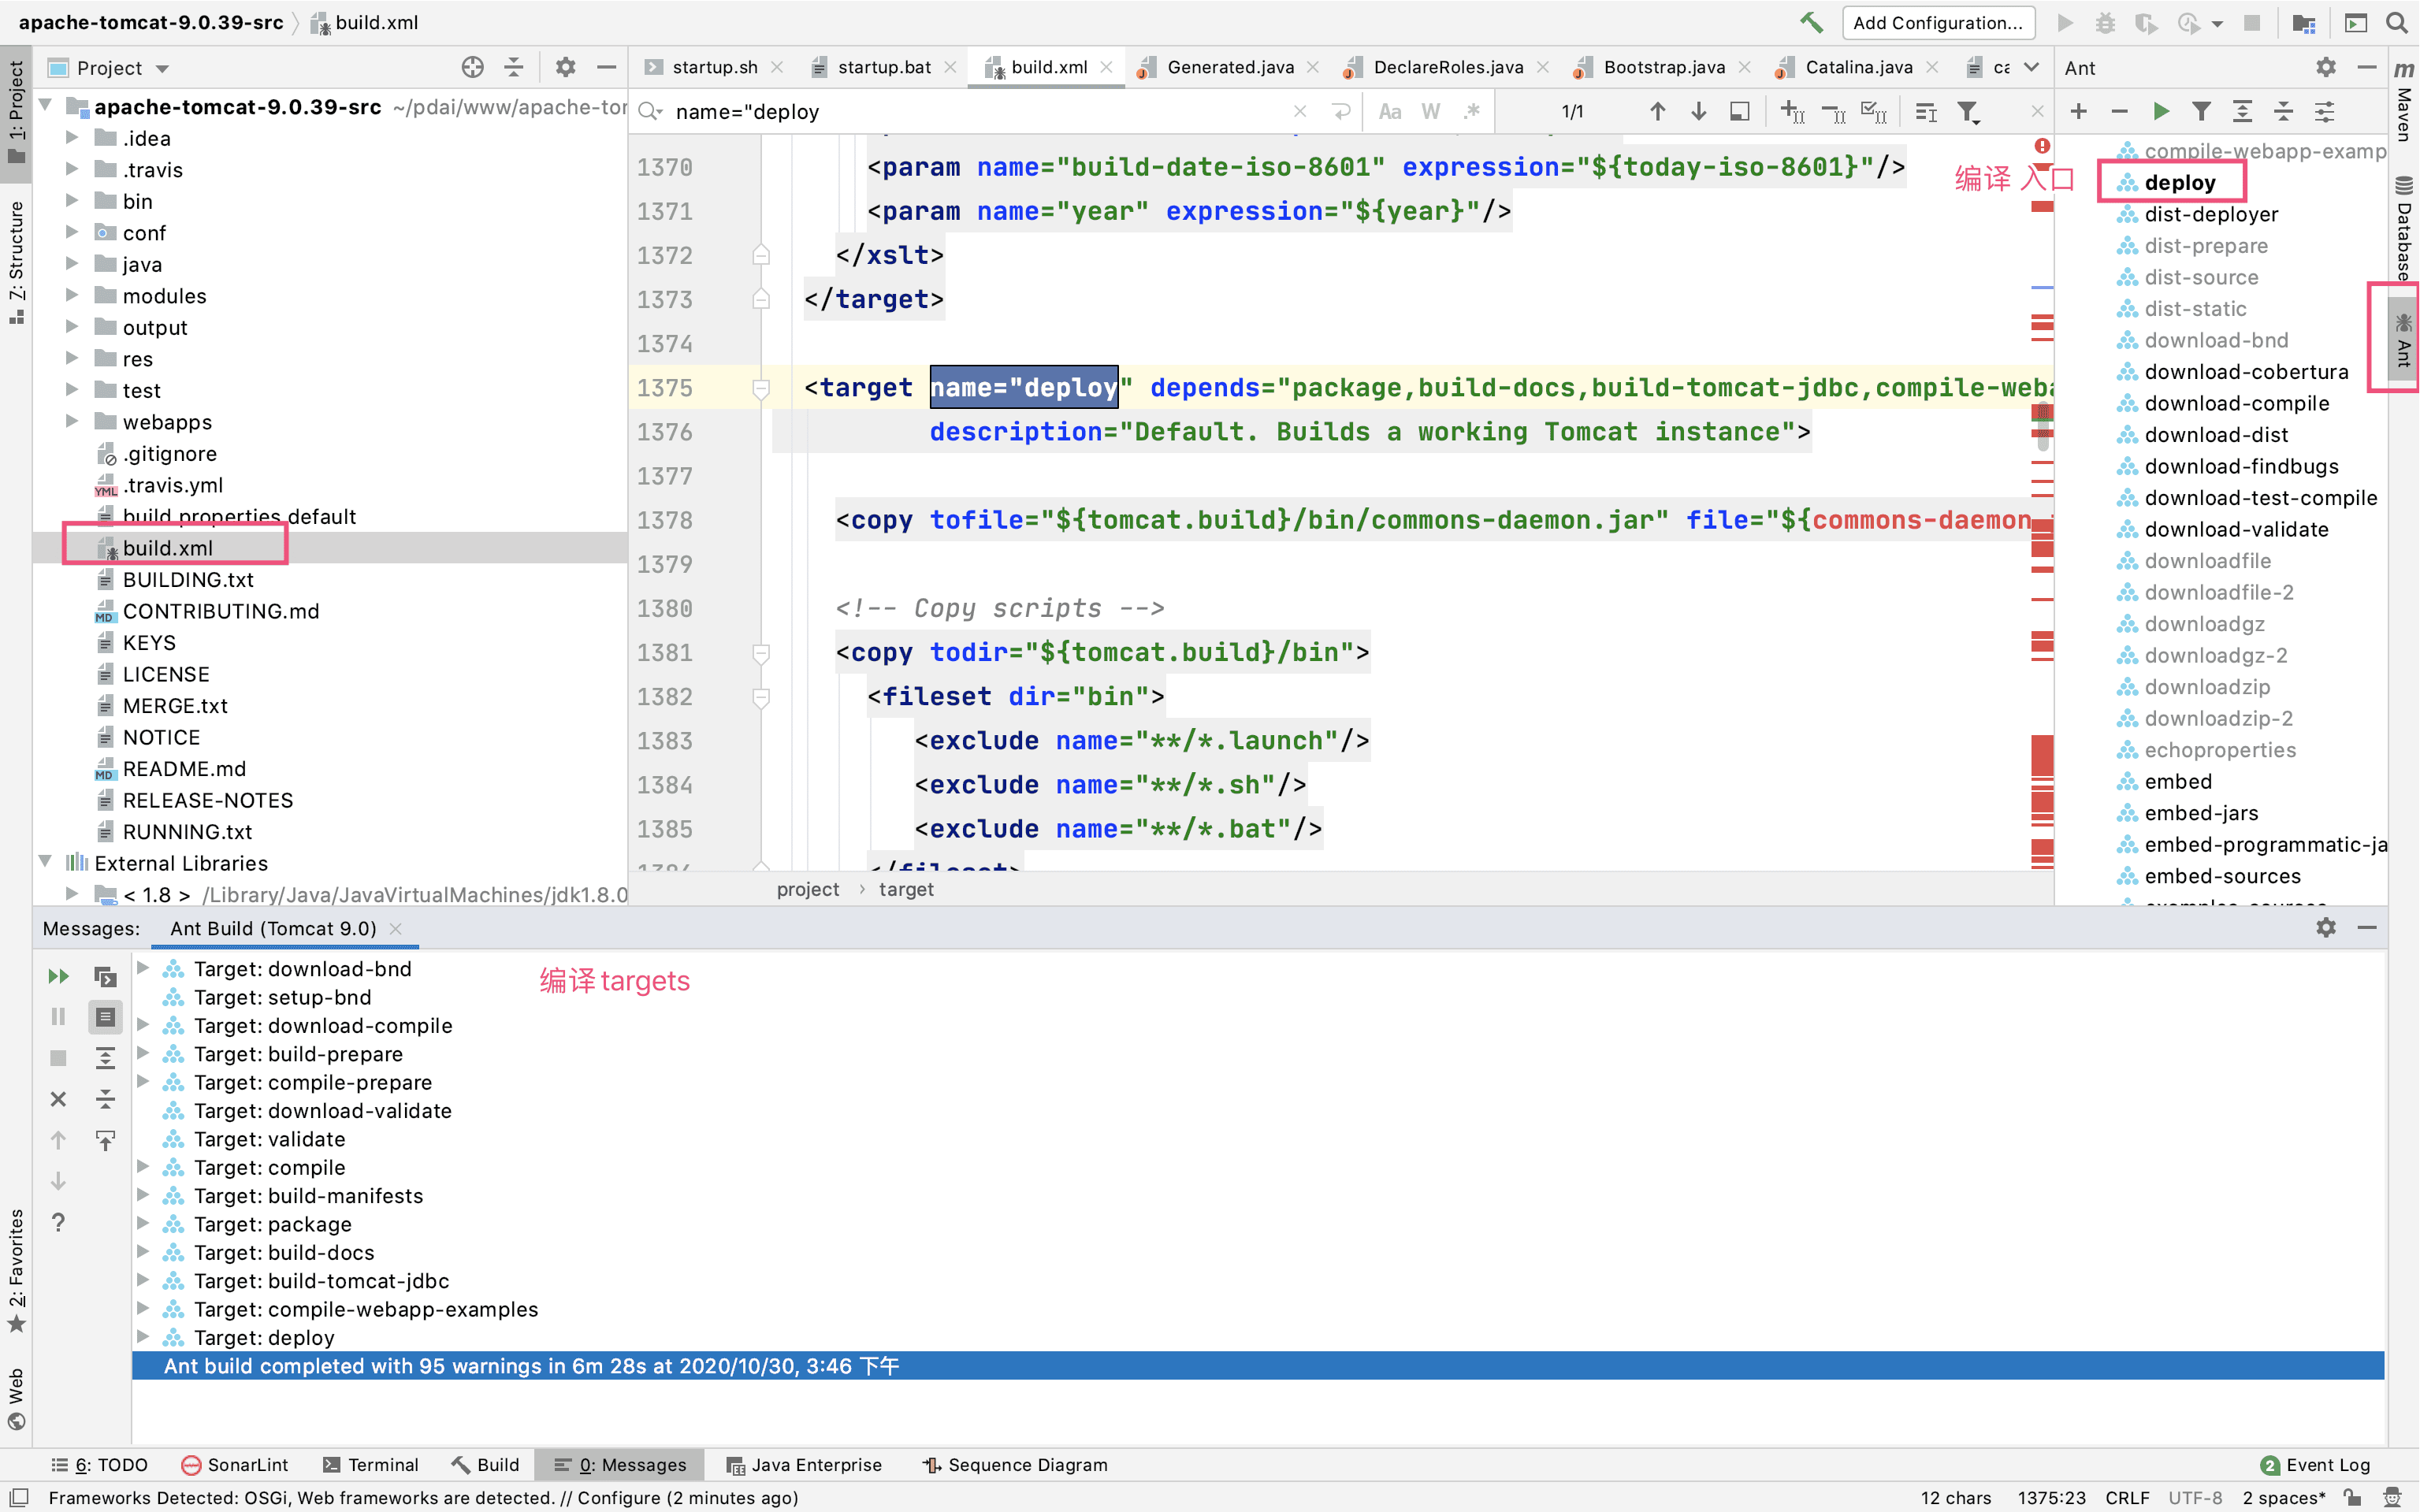 apache-tomcat-9.0.39-src
build.xml
Add Configuration...
1: Project
Z: Structure
2: Favorites
Web
Project
apache-tomcat-9.0.39-src ~/pdai/www/apache-tor
.idea
.travis
bin
conf
java
modules
output
res
test
webapps
.gitignore
.travis.yml
build.properties.default
build.xml
BUILDING.txt
CONTRIBUTING.md
KEYS
LICENSE
MERGE.txt
NOTICE
README.md
RELEASE-NOTES
RUNNING.txt
External Libraries
< 1.8 > /Library/Java/JavaVirtualMachines/jdk1.8.0
startup.sh
startup.bat
build.xml
Generated.java
DeclareRoles.java
Bootstrap.java
Catalina.java
ca
name="deploy
Aa W .*
1/1
1370 <param name="build-date-iso-8601" expression="${today-iso-8601}"/>
1371 <param name="year" expression="${year}"/>
1372 </xslt>
1373 </target>
1374
1375 <target name="deploy" depends="package,build-docs,build-tomcat-jdbc,compile-weba
1376 description="Default. Builds a working Tomcat instance">
1377
1378 <copy tofile="${tomcat.build}/bin/commons-daemon.jar" file="${commons-daemon
1379
1380 <!-- Copy scripts -->
1381 <copy todir="${tomcat.build}/bin">
1382 <fileset dir="bin">
1383 <exclude name="**/*.launch"/>
1384 <exclude name="**/*.sh"/>
1385 <exclude name="**/*.bat"/>
1386 </fileset>
project › target
编译 入口
Ant
compile-webapp-examp
deploy
dist-deployer
dist-prepare
dist-source
dist-static
download-bnd
download-cobertura
download-compile
download-dist
download-findbugs
download-test-compile
download-validate
downloadfile
downloadfile-2
downloadgz
downloadgz-2
downloadzip
downloadzip-2
echoproperties
embed
embed-jars
embed-programmatic-ja
embed-sources
examples-sources
m Maven
Database
Ant
Messages: Ant Build (Tomcat 9.0)
Target: download-bnd
Target: setup-bnd
Target: download-compile
Target: build-prepare
Target: compile-prepare
Target: download-validate
Target: validate
Target: compile
Target: build-manifests
Target: package
Target: build-docs
Target: build-tomcat-jdbc
Target: compile-webapp-examples
Target: deploy
Ant build completed with 95 warnings in 6m 28s at 2020/10/30, 3:46 下午
编译targets
6: TODO
SonarLint
Terminal
Build
0: Messages
Java Enterprise
Sequence Diagram
2 Event Log
Frameworks Detected: OSGi, Web frameworks are detected. // Configure (2 minutes ago)
12 chars 1375:23 CRLF UTF-8 2 spaces*